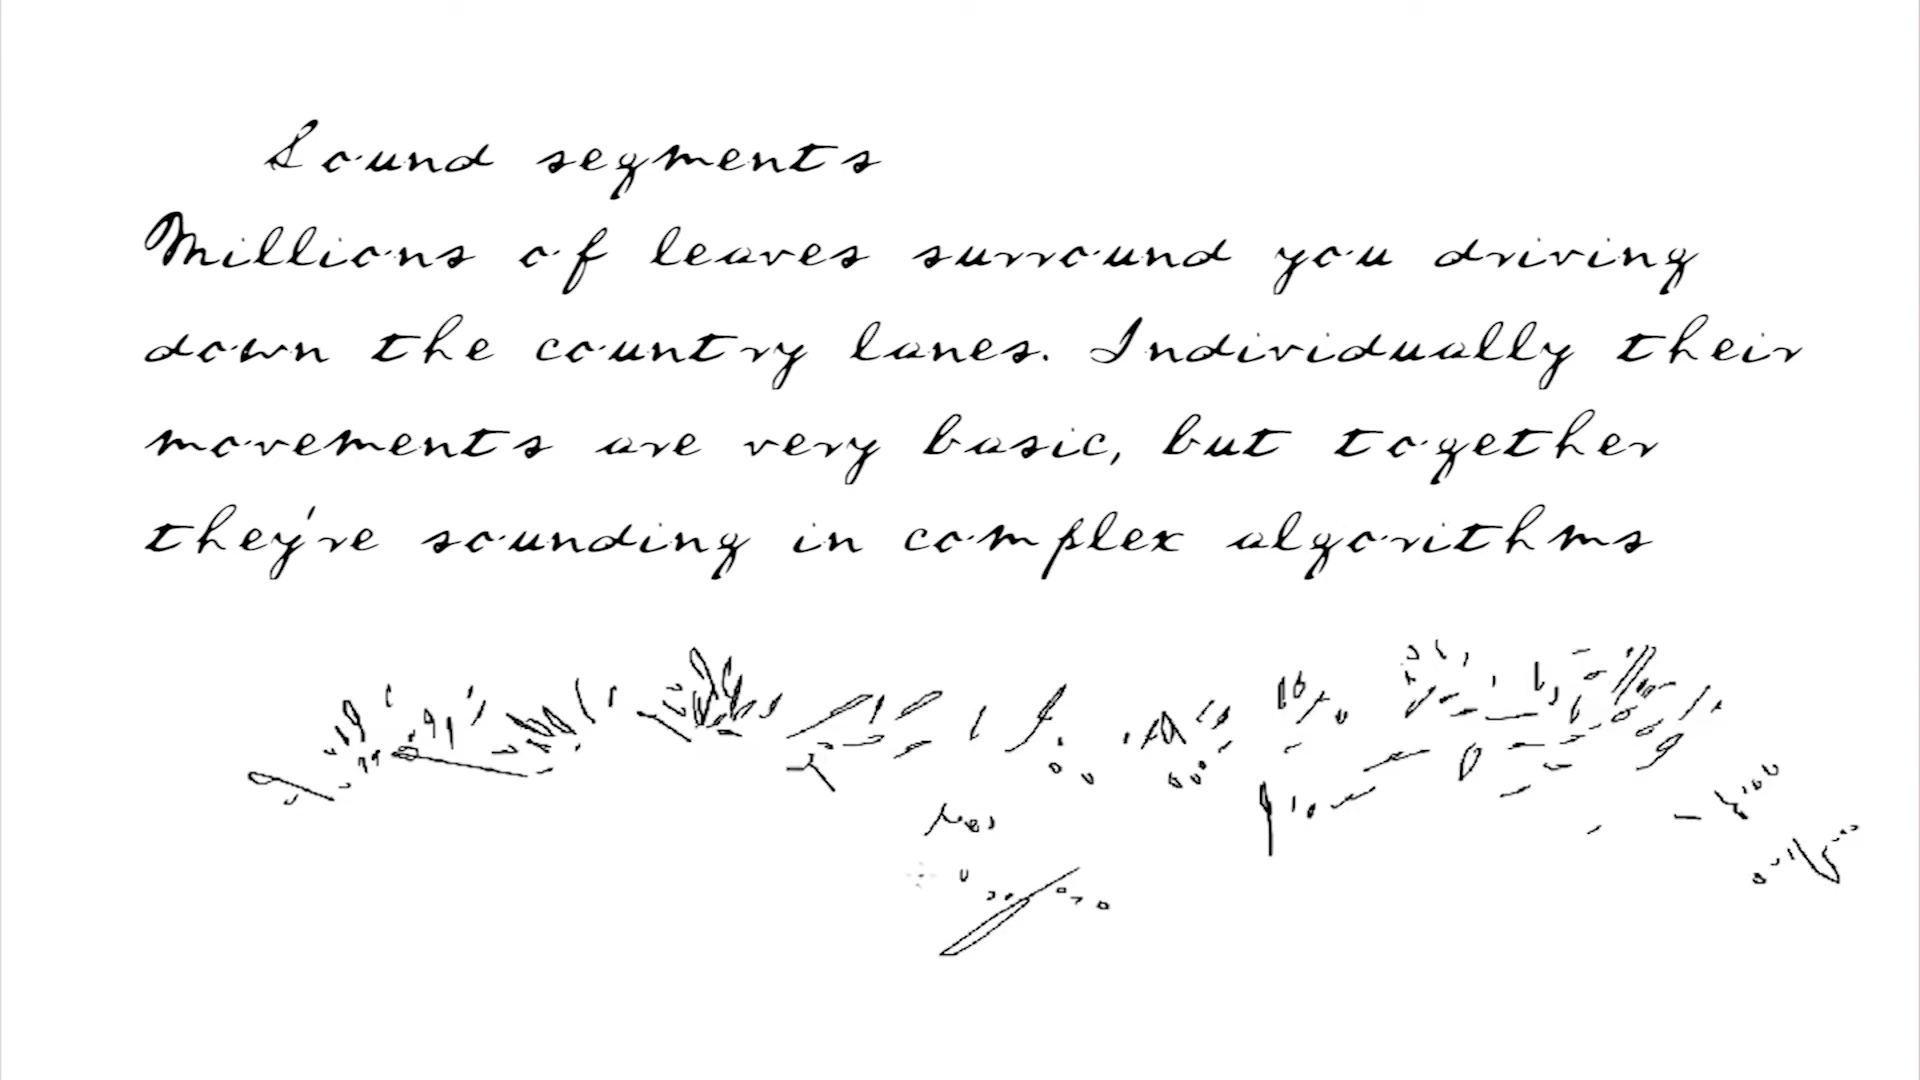 Sound segments
Millions of leaves surround you driving
down the country lanes. Individually their
movements are very basic, but together
they're sounding in complex algorithms